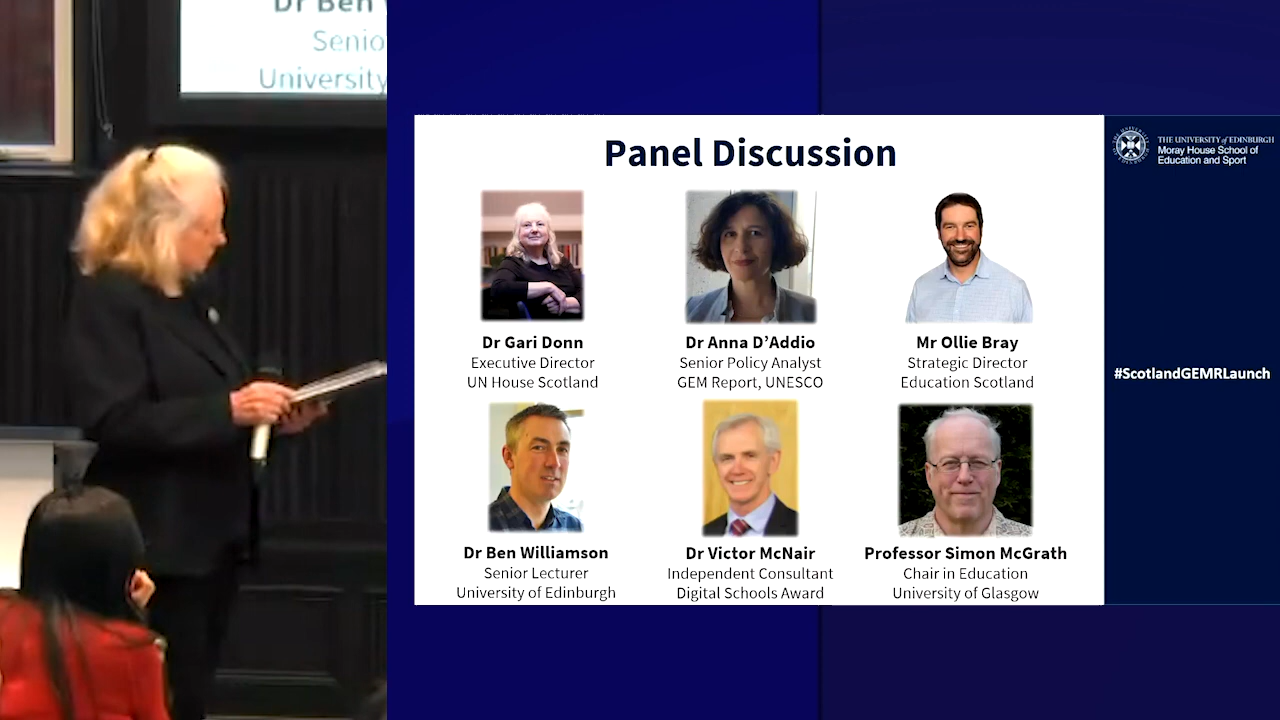 Dr Ben
Senio
University
Panel Discussion
Dr Gari Donn
Executive Director
UN House Scotland
Dr Anna D’Addio
Senior Policy Analyst
GEM Report, UNESCO
Mr Ollie Bray
Strategic Director
Education Scotland
Dr Ben Williamson
Senior Lecturer
University of Edinburgh
Dr Victor McNair
Independent Consultant
Digital Schools Award
Professor Simon McGrath
Chair in Education
University of Glasgow
THE UNIVERSITY of EDINBURGH
Moray House School of
Education and Sport
#ScotlandGEMRLaunch